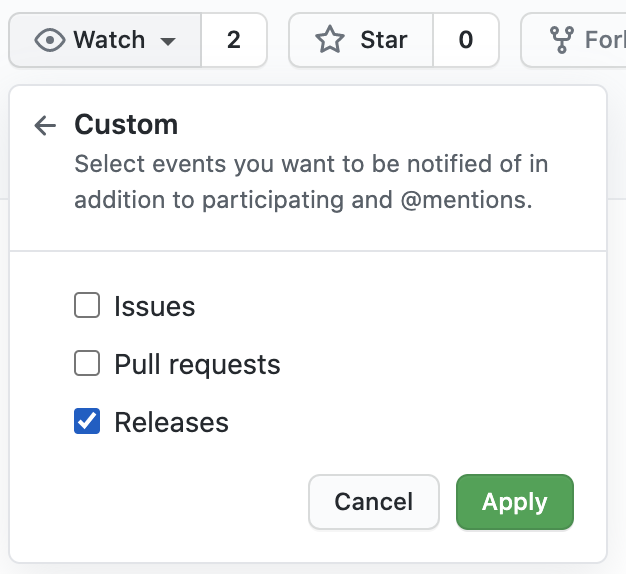 Watch 2 Star 0 Fork
Custom
Select events you want to be notified of in
addition to participating and @mentions.
Issues
Pull requests
Releases
Cancel Apply